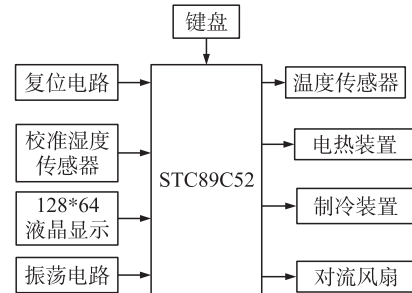 键盘
复位电路
校准湿度
传感器
128*64
液晶显示
振荡电路
STC89C52
温度传感器
电热装置
制冷装置
对流风扇